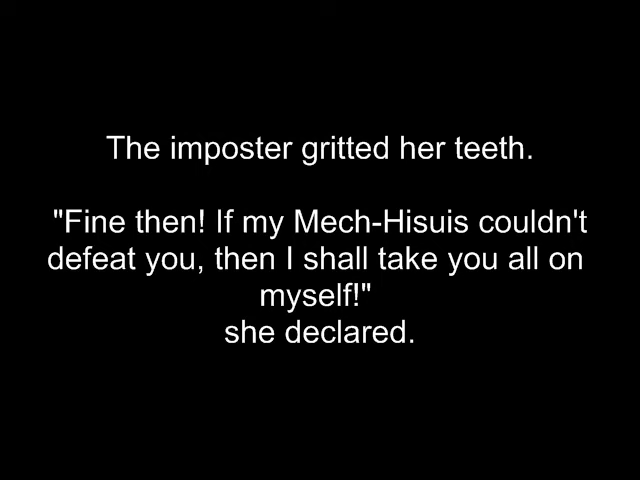 The imposter gritted her teeth.
"Fine then! If my Mech-Hisuis couldn't
defeat you, then I shall take you all on
myself!"
she declared.